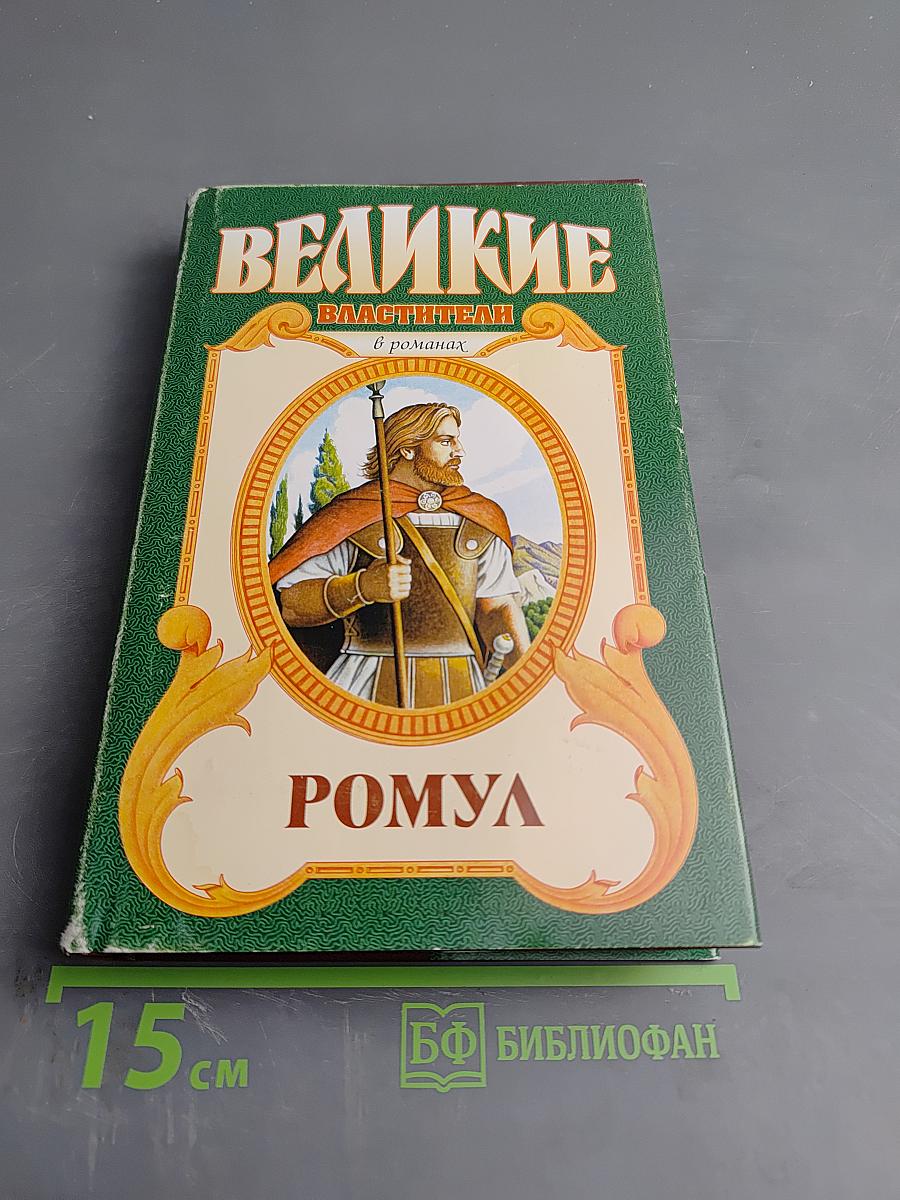 ВЕЛИКИЕ
ВЛАСТИТЕЛИ
в романах
РОМУЛ
15 см
БФ БИБЛИОФАН